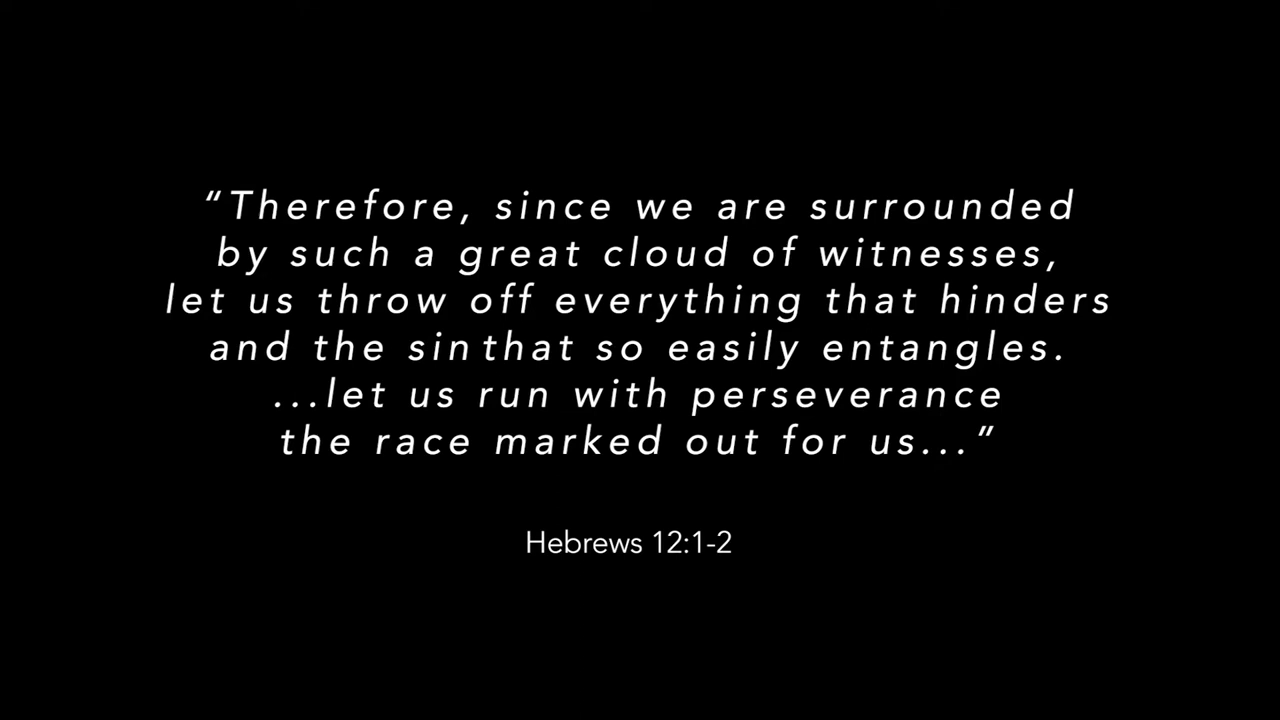 “Therefore, since we are surrounded
by such a great cloud of witnesses,
let us throw off everything that hinders
and the sin that so easily entangles.
...let us run with perseverance
the race marked out for us...”
Hebrews 12:1-2